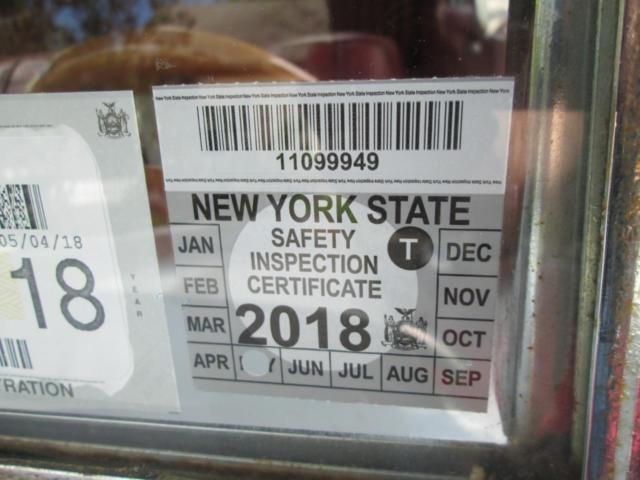 New York State Inspection New York State Inspection New York State Inspection New York State Inspection New York State Inspection New York
11099949
NEW YORK STATE
SAFETY
INSPECTION
CERTIFICATE
2018
T
JAN
FEB
MAR
APR
JUN
JUL
AUG
SEP
OCT
NOV
DEC
05/04/18
18
YEAR
TRATION